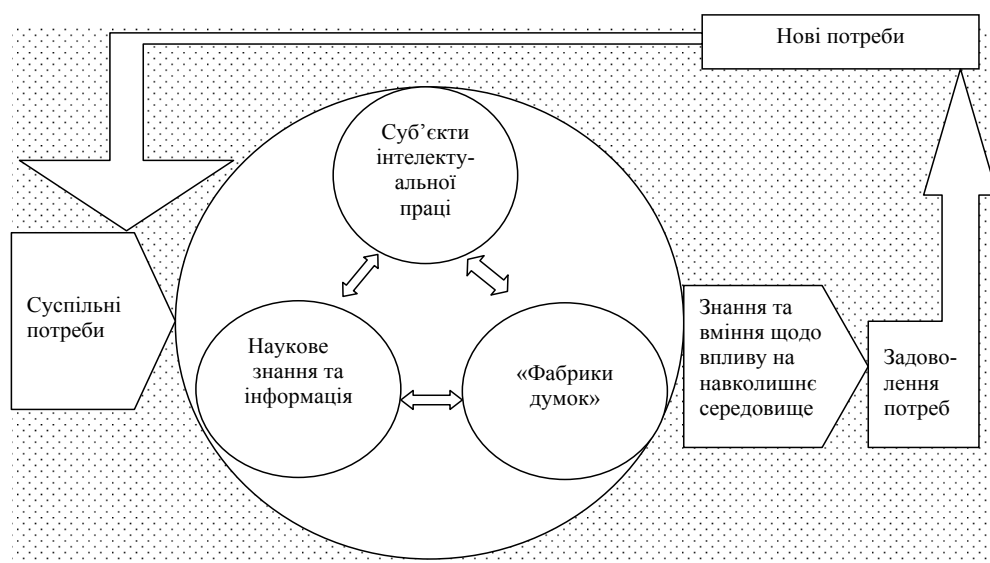 Нові потреби
Суб’єкти
інтелекту-
альної
праці
Суспільні
потреби
Наукове
знання та
інформація
«Фабрики
думок»
Знання та
вміння щодо
впливу на
навколишнє
середовище
Задово-
лення
потреб